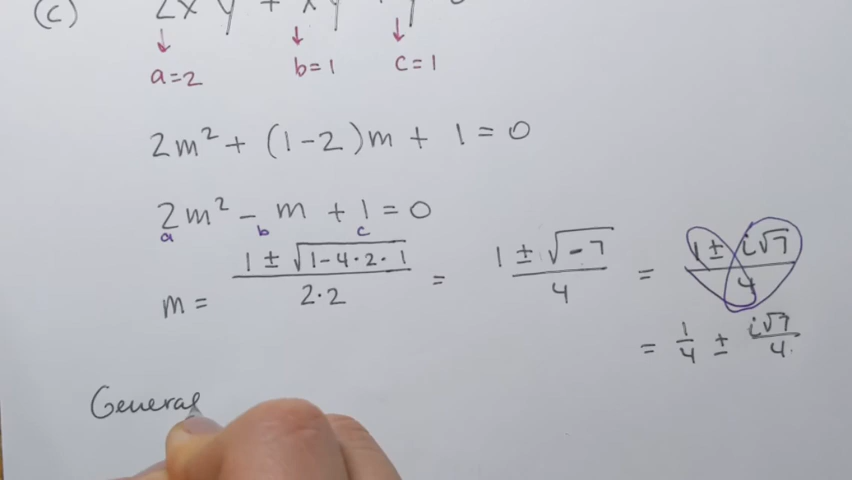 (c)
a=2 b=1 c=1
2m² + (1-2)m + 1 = 0
2m² - m + 1 = 0
a b c
m = 1 ± √(1-4·2·1) / 2·2 = 1 ± √-7 / 4 = 1 ± i√7 / 4
= 1/4 ± i√7/4
General